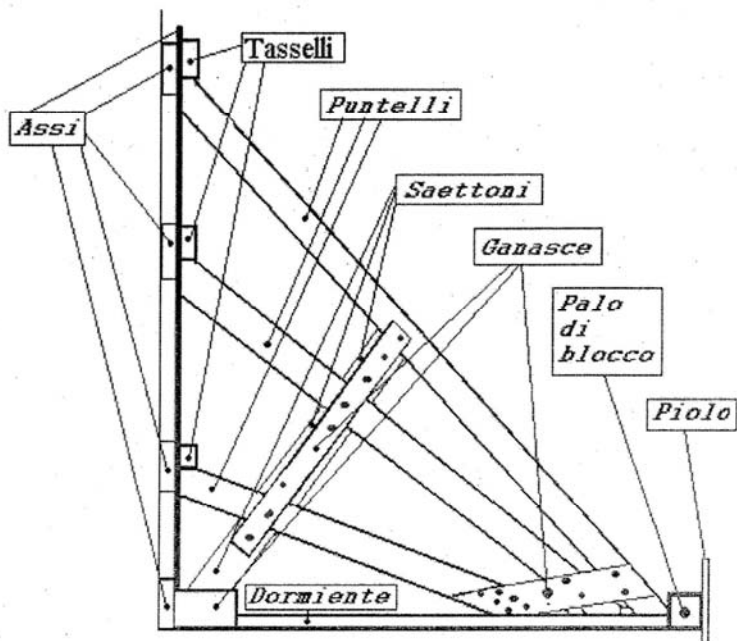 Tasselli
Assi
Puntelli
Saettoni
Ganasce
Palo
di
blocco
Piolo
Dormiente